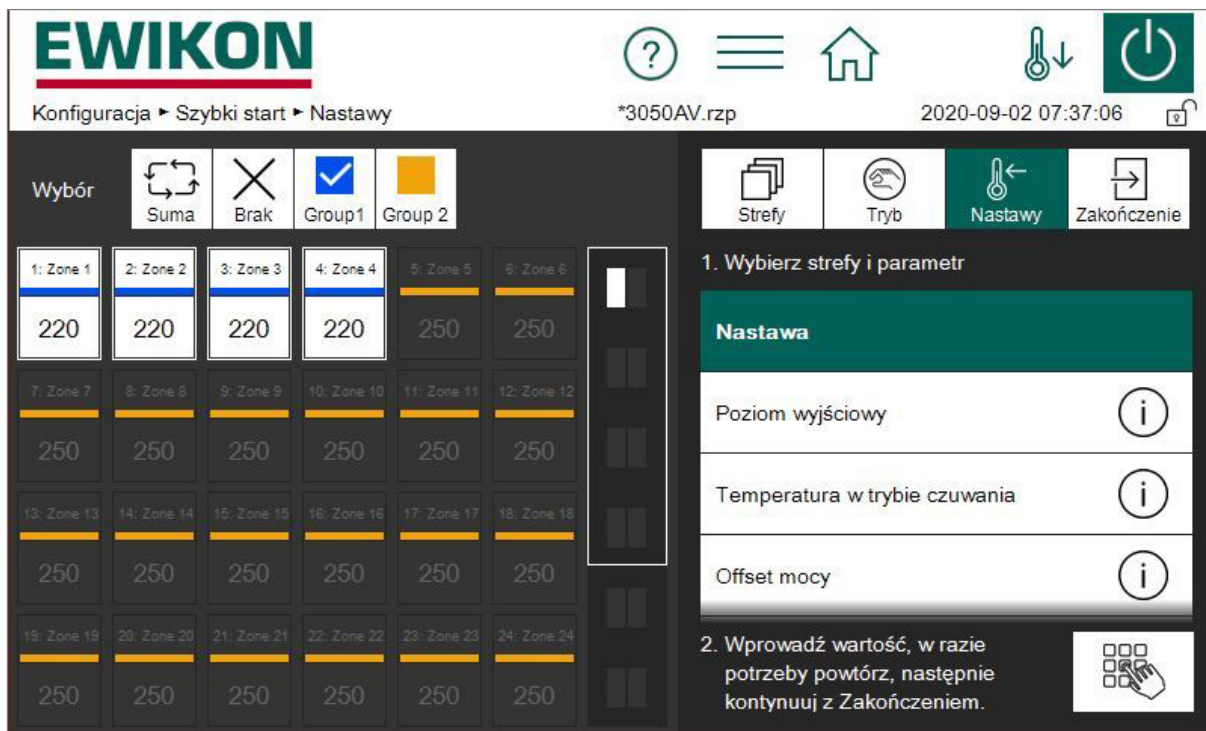 EWIKON
?
Konfiguracja ► Szybki start ► Nastawy
*3050AV.rzp
2020-09-02 07:37:06
Wybór
Suma
Brak
Group1
Group 2
Strefy
Tryb
Nastawy
Zakończenie
1: Zone 1
2: Zone 2
3: Zone 3
4: Zone 4
5: Zone 5
6: Zone 6
220
220
220
220
250
250
7: Zone 7
8: Zone 8
9: Zone 9
10: Zone 10
11: Zone 11
12: Zone 12
250
250
250
250
250
250
13: Zone 13
14: Zone 14
15: Zone 15
16: Zone 16
17: Zone 17
18: Zone 18
250
250
250
250
250
250
19: Zone 19
20: Zone 20
21: Zone 21
22: Zone 22
23: Zone 23
24: Zone 24
250
250
250
250
250
250
1. Wybierz strefy i parametr
Nastawa
Poziom wyjściowy
i
Temperatura w trybie czuwania
i
Offset mocy
i
2. Wprowadź wartość, w razie
potrzeby powtórz, następnie
kontynuuj z Zakończeniem.